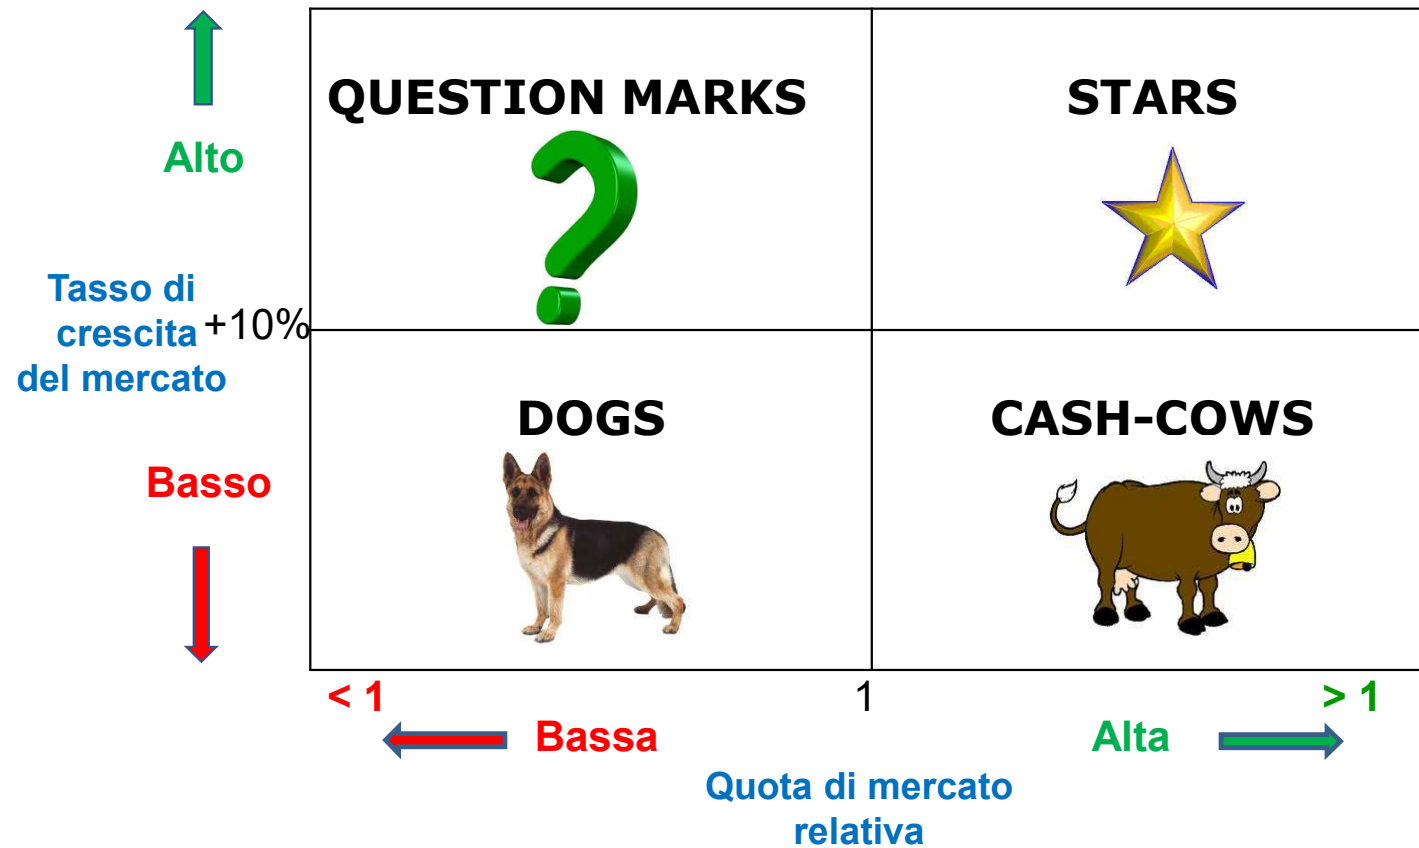 QUESTION MARKS
STARS
Alto
Tasso di
crescita
del mercato
+10%
DOGS
CASH-COWS
Basso
< 1
1
> 1
Bassa
Alta
Quota di mercato
relativa